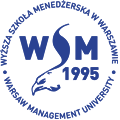 WYŻSZA SZKOŁA MENEDŻERSKA W WARSZAWIE
WSM
1995
WARSAW MANAGEMENT UNIVERSITY